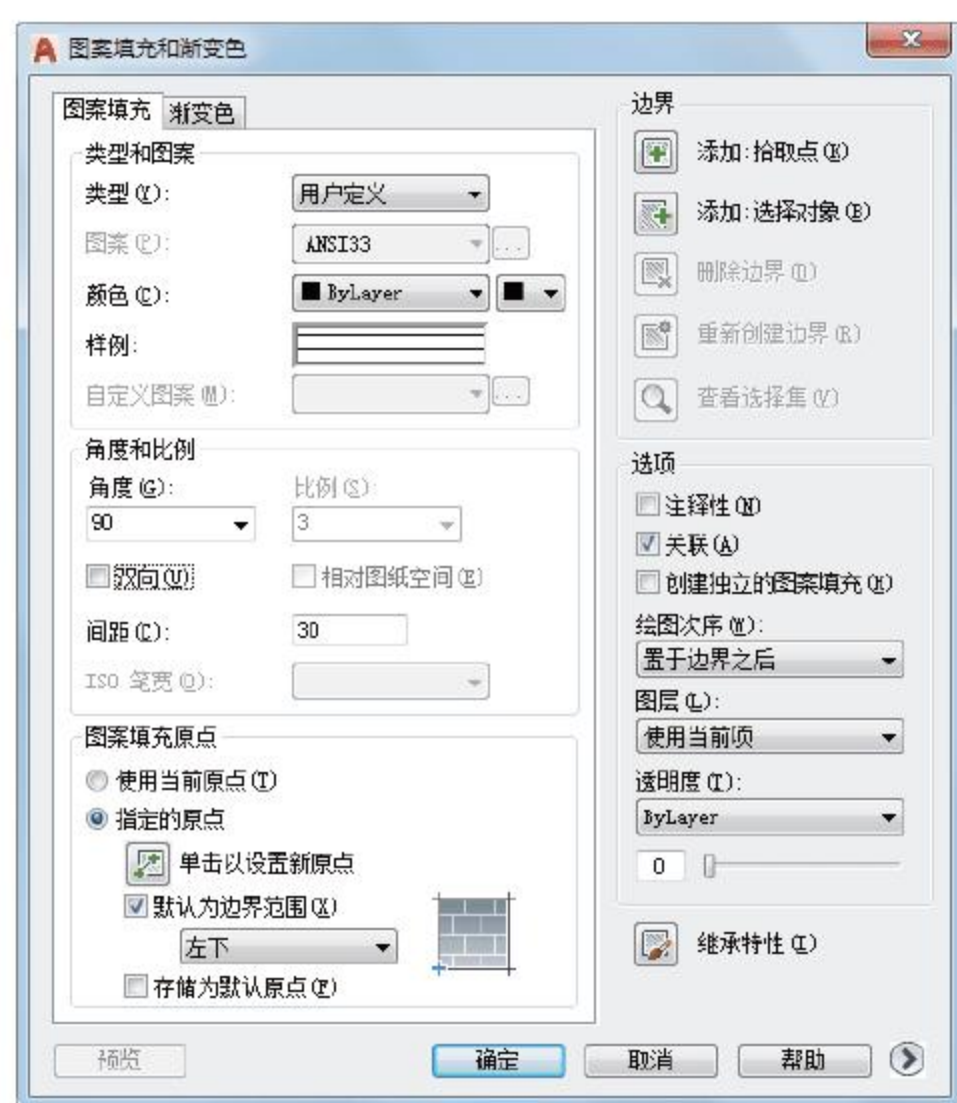 图案填充和渐变色
图案填充 渐变色
类型和图案
类型(Y):
用户定义
图案(P):
ANSI33
...
颜色(C):
ByLayer
样例:
自定义图案(M):
...
角度和比例
角度(G):
比例(S):
90
3
双向(U)
相对图纸空间(E)
间距(C):
30
ISO 笔宽(O):
图案填充原点
使用当前原点(T)
指定的原点
单击以设置新原点
默认为边界范围(X)
左下
存储为默认原点(F)
边界
添加:拾取点(K)
添加:选择对象(B)
删除边界(D)
重新创建边界(R)
查看选择集(V)
选项
注释性(N)
关联(A)
创建独立的图案填充(H)
绘图次序(W):
置于边界之后
图层(L):
使用当前项
透明度(T):
ByLayer
0
继承特性(I)
预览
确定
取消
帮助